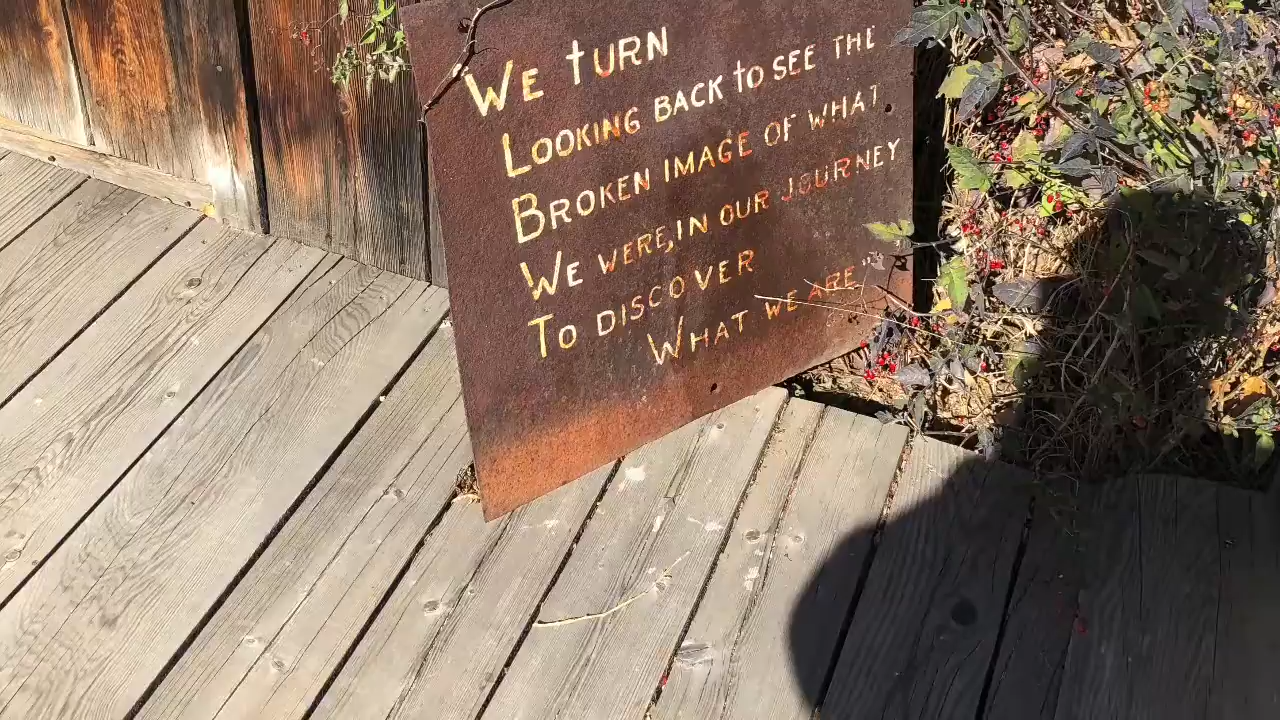 We turn
Looking back to see the
Broken image of what
We were, in our journey
To discover
What we are"